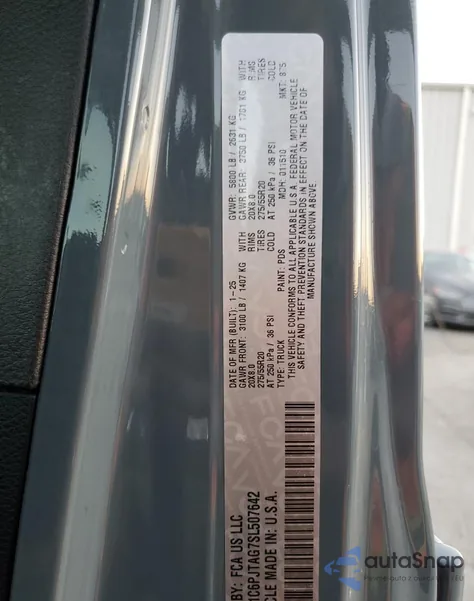 BY: FCA US LLC
1C6PJTAG7SL507642
CLE MADE IN U.S.A.
DATE OF MFR (BUILT): 1-25
GVWR: 5800 LB / 2631 KG
GAWR FRONT: 3100 LB / 1407 KG WITH
GAWR REAR: 3750 LB / 1701 KG WITH
20X8.0 RIMS
20X8.0 RIMS
275/55R20 TIRES
275/55R20 TIRES
AT 250 kPa / 36 PSI COLD
AT 250 kPa / 36 PSI COLD
TYPE: TRUCK PAINT: PDS MDH: 011510 MKT:
THIS VEHICLE CONFORMS TO ALL APPLICABLE U.S.A. FEDERAL MOTOR VEHICLE
SAFETY AND THEFT PREVENTION STANDARDS IN EFFECT ON THE DATE OF
MANUFACTURE SHOWN ABOVE.
FCA
autoSnap